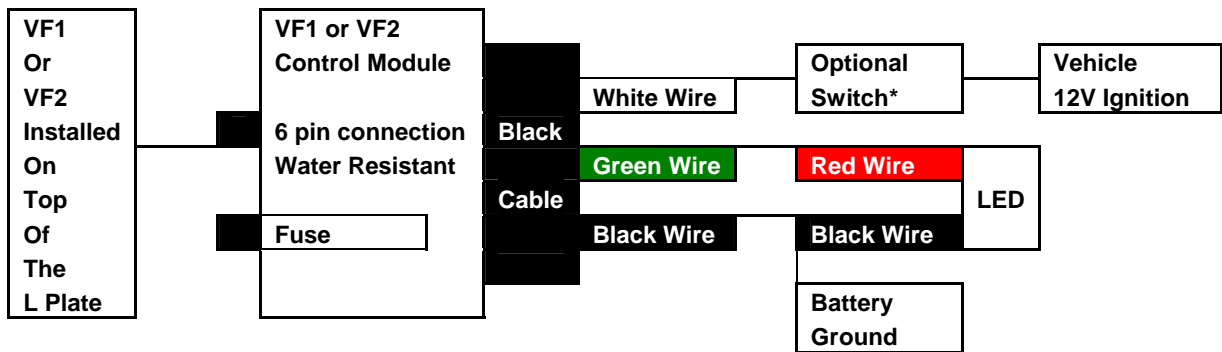 VF1
Or
VF2
Installed
On
Top
Of
The
L Plate
VF1 or VF2
Control Module
6 pin connection
Water Resistant
Fuse
Black
Cable
White Wire
Green Wire
Black Wire
Optional
Switch*
Red Wire
Black Wire
Battery
Ground
Vehicle
12V Ignition
LED